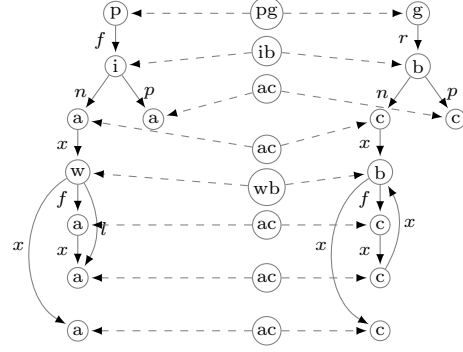 p pg g
f r
i ib b
n p ac n p
a a c c
x ac x
w wb b
f f
a l ac c
x x x x x
a ac c
a ac c